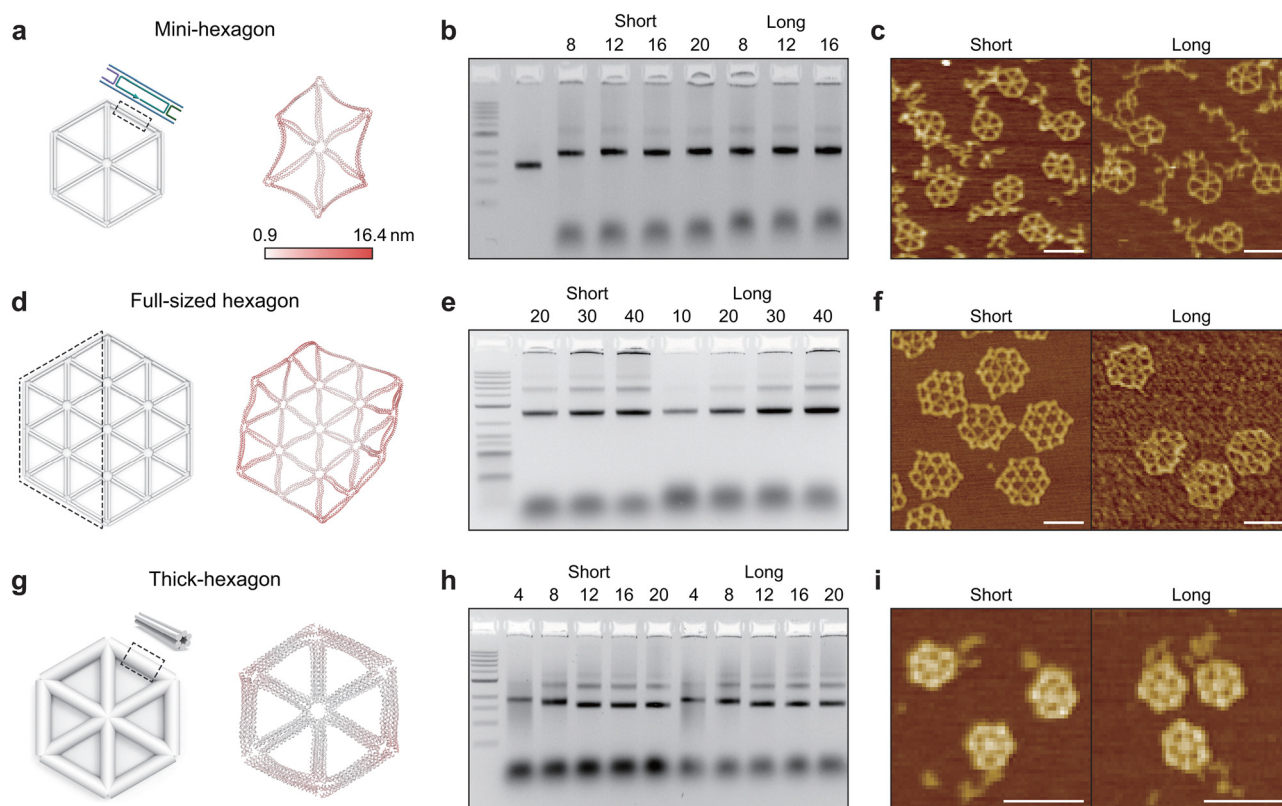 a
Mini-hexagon
0.9 16.4 nm
b
Short Long
8 12 16 20 8 12 16
c
Short Long
d
Full-sized hexagon
e
Short Long
20 30 40 10 20 30 40
f
Short Long
g
Thick-hexagon
h
Short Long
4 8 12 16 20 4 8 12 16 20
i
Short Long